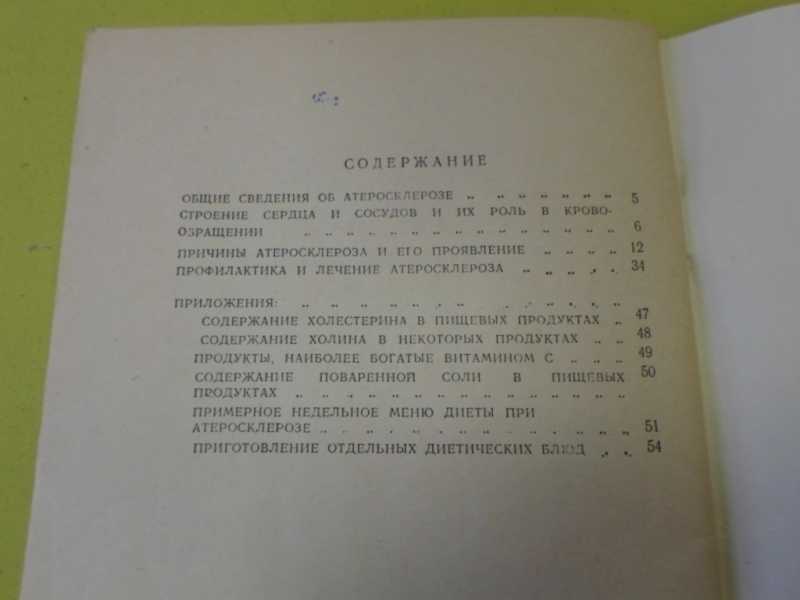 СОДЕРЖАНИЕ
ОБЩИЕ СВЕДЕНИЯ ОБ АТЕРОСКЛЕРОЗЕ 5
СТРОЕНИЕ СЕРДЦА И СОСУДОВ И ИХ РОЛЬ В КРОВО-
ОБРАЩЕНИИ 6
ПРИЧИНЫ АТЕРОСКЛЕРОЗА И ЕГО ПРОЯВЛЕНИЕ 12
ПРОФИЛАКТИКА И ЛЕЧЕНИЕ АТЕРОСКЛЕРОЗА 34
ПРИЛОЖЕНИЯ:
СОДЕРЖАНИЕ ХОЛЕСТЕРИНА В ПИЩЕВЫХ ПРОДУКТАХ 47
СОДЕРЖАНИЕ ХОЛИНА В НЕКОТОРЫХ ПРОДУКТАХ 48
ПРОДУКТЫ, НАИБОЛЕЕ БОГАТЫЕ ВИТАМИНОМ С 49
СОДЕРЖАНИЕ ПОВАРЕННОЙ СОЛИ В ПИЩЕВЫХ 50
ПРОДУКТАХ
ПРИМЕРНОЕ НЕДЕЛЬНОЕ МЕНЮ ДИЕТЫ ПРИ
АТЕРОСКЛЕРОЗЕ 51
ПРИГОТОВЛЕНИЕ ОТДЕЛЬНЫХ ДИЕТИЧЕСКИХ БЛЮД 54